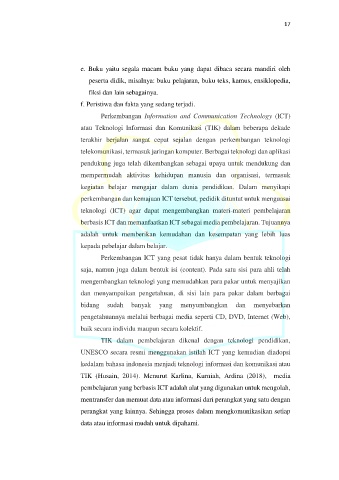 17
e. Buku yaitu segala macam buku yang dapat dibaca secara mandiri oleh
peserta didik, misalnya: buku pelajaran, buku teks, kamus, ensiklopedia,
fiksi dan lain sebagainya.
f. Peristiwa dan fakta yang sedang terjadi.
Perkembangan Information and Communication Technology (ICT)
atau Teknologi Informasi dan Komunikasi (TIK) dalam beberapa dekade
terakhir berjalan sangat cepat sejalan dengan perkembangan teknologi
telekomunikasi, termasuk jaringan komputer. Berbagai teknologi dan aplikasi
pendukung juga telah dikembangkan sebagai upaya untuk mendukung dan
mempermudah aktivitas kehidupan manusia dan organisasi, termasuk
kegiatan belajar mengajar dalam dunia pendidikan. Dalam menyikapi
perkembangan dan kemajuan ICT tersebut, pedidik dituntut untuk menguasai
teknologi (ICT) agar dapat mengembangkan materi-materi pembelajaran
berbasis ICT dan memanfaatkan ICT sebagai media pembelajaran. Tujuannya
adalah untuk memberikan kemudahan dan kesempatan yang lebih luas
kepada pebelajar dalam belajar.
Perkembangan ICT yang pesat tidak hanya dalam bentuk teknologi
saja, namun juga dalam bentuk isi (content). Pada satu sisi para ahli telah
mengembangkan teknologi yang memudahkan para pakar untuk menyajikan
dan menyampaikan pengetahuan, di sisi lain para pakar dalam berbagai
bidang sudah banyak yang menyumbangkan dan menyebarkan
pengetahuannya melalui berbagai media seperti CD, DVD, Internet (Web),
baik secara individu maupun secara kolektif.
TIK dalam pembelajaran dikenal dengan teknologi pendidikan,
UNESCO secara resmi menggunakan istilah ICT yang kemudian diadopsi
kedalam bahasa indonesia menjadi teknologi informasi dan komunikasi atau
TIK (Husain, 2014). Menurut Karlina, Karniah, Ardina (2018), media
pembelajaran yang berbasis ICT adalah alat yang digunakan untuk mengolah,
mentransfer dan memuat data atau informasi dari perangkat yang satu dengan
perangkat yang lainnya. Sehingga proses dalam mengkomunikasikan setiap
data atau informasi mudah untuk dipahami.